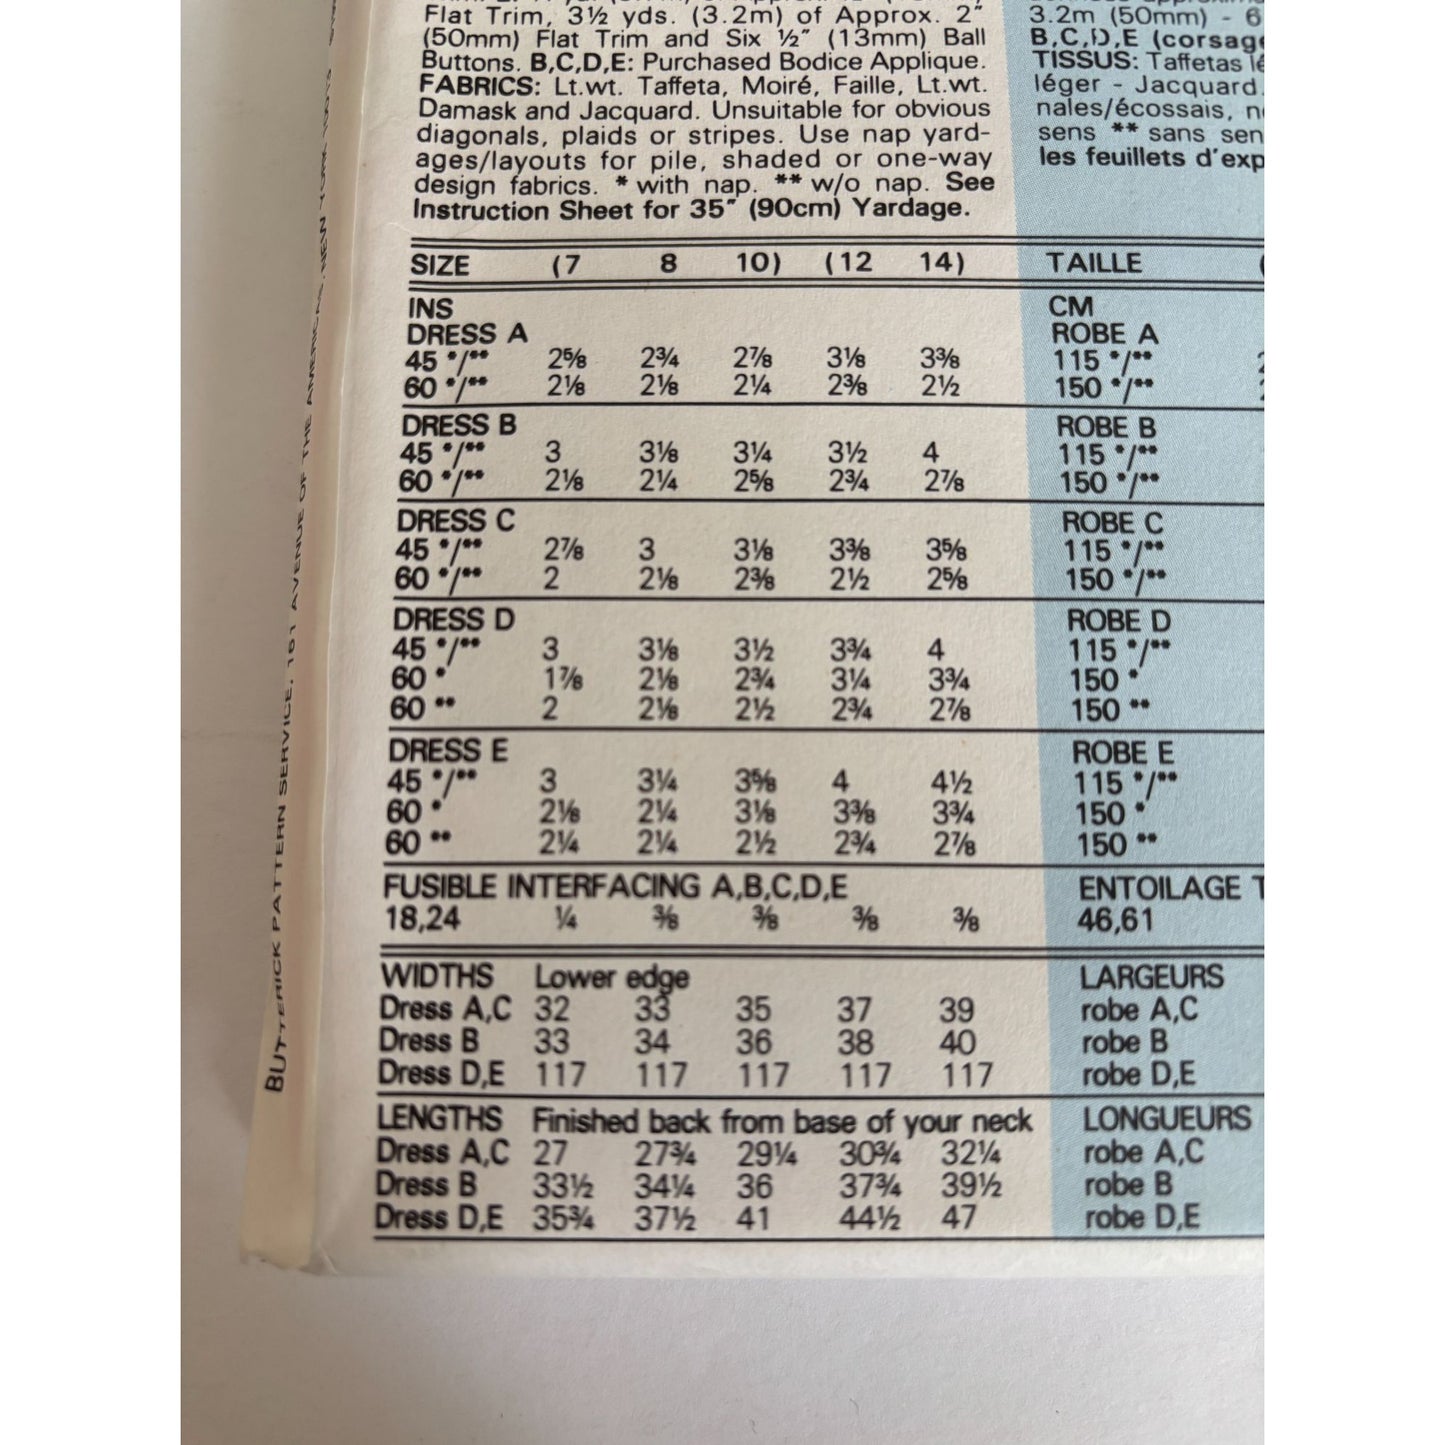 Flat Trim, 3½ yds. (3.2m) of Approx. 2"
(50mm) Flat Trim and Six ½" (13mm) Ball
Buttons. B,C,D,E: Purchased Bodice Applique.
FABRICS: Lt.wt. Taffeta, Moiré, Faille, Lt.wt.
Damask and Jacquard. Unsuitable for obvious
diagonals, plaids or stripes. Use nap yard-
ages/layouts for pile, shaded or one-way
design fabrics. * with nap. ** w/o nap. See
Instruction Sheet for 35" (90cm) Yardage.
SIZE (7 8 10) (12 14)
INS
DRESS A
45 */** 2⅝ 2¾ 2⅞ 3⅛ 3⅜
60 */** 2⅛ 2⅛ 2¼ 2⅜ 2½
DRESS B
45 */** 3 3⅛ 3¼ 3½ 4
60 */** 2⅛ 2¼ 2⅝ 2¾ 2⅞
DRESS C
45 */** 2⅞ 3 3⅛ 3⅜ 3⅝
60 */** 2 2⅛ 2⅜ 2½ 2⅝
DRESS D
45 */** 3 3⅛ 3½ 3¾ 4
60 * 1⅞ 2⅛ 2¾ 3¼ 3¾
60 ** 2 2⅛ 2½ 2¾ 2⅞
DRESS E
45 */** 3 3¼ 3⅝ 4 4½
60 * 2⅛ 2¼ 3⅛ 3⅜ 3¾
60 ** 2¼ 2¼ 2½ 2¾ 2⅞
FUSIBLE INTERFACING A,B,C,D,E
18,24 ¼ ⅜ ⅜ ⅜ ⅜
WIDTHS Lower edge
Dress A,C 32 33 35 37 39
Dress B 33 34 36 38 40
Dress D,E 117 117 117 117 117
LENGTHS Finished back from base of your neck
Dress A,C 27 27¾ 29¼ 30¾ 32¼
Dress B 33½ 34¼ 36 37¾ 39½
Dress D,E 35¾ 37½ 41 44½ 47
3.2m (50mm) - 6
B,C,D,E (corsage
TISSUS: Taffetas lé
léger - Jacquard.
nales/écossais, n
sens ** sans sen
les feuillets d'exp
TAILLE (
CM
ROBE A
115 */**
150 */**
ROBE B
115 */**
150 */**
ROBE C
115 */**
150 */**
ROBE D
115 */**
150 *
150 **
ROBE E
115 */**
150 *
150 **
ENTOILAGE T
46,61
LARGEURS
robe A,C
robe B
robe D,E
LONGUEURS
robe A,C
robe B
robe D,E
BUTTERICK PATTERN SERVICE, 161 AVENUE OF THE AMERICAS, NEW YORK